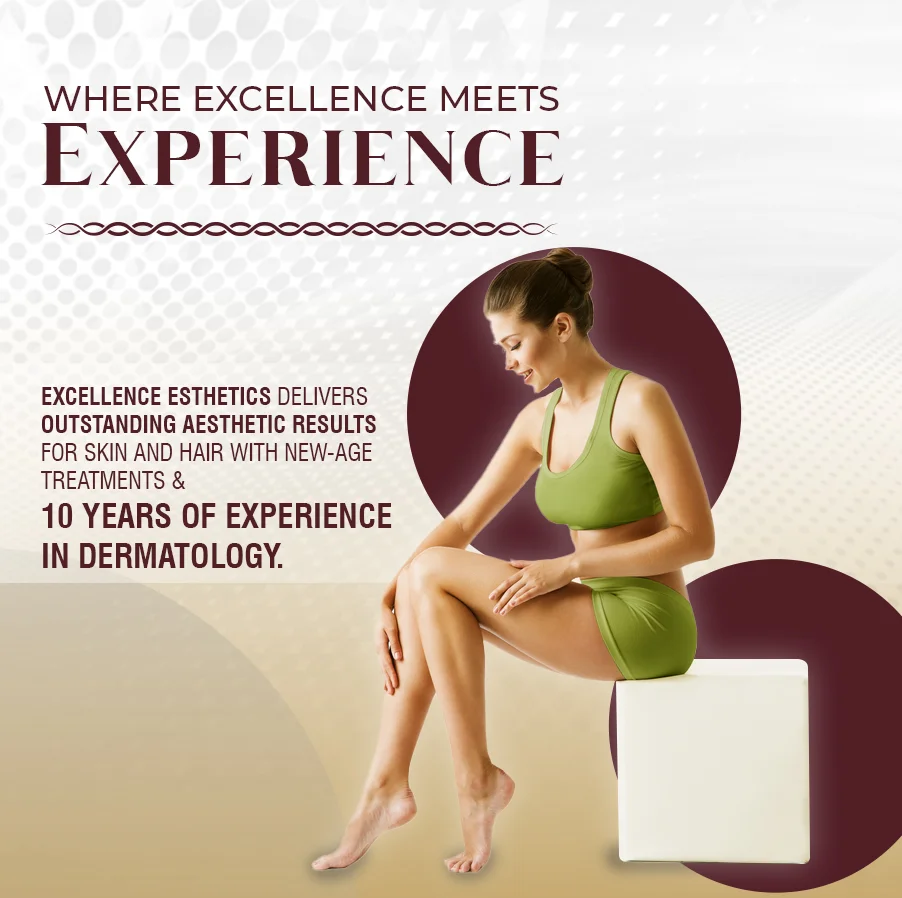 WHERE EXCELLENCE MEETS
EXPERIENCE
EXCELLENCE ESTHETICS DELIVERS
OUTSTANDING AESTHETIC RESULTS
FOR SKIN AND HAIR WITH NEW-AGE
TREATMENTS &
10 YEARS OF EXPERIENCE
IN DERMATOLOGY.